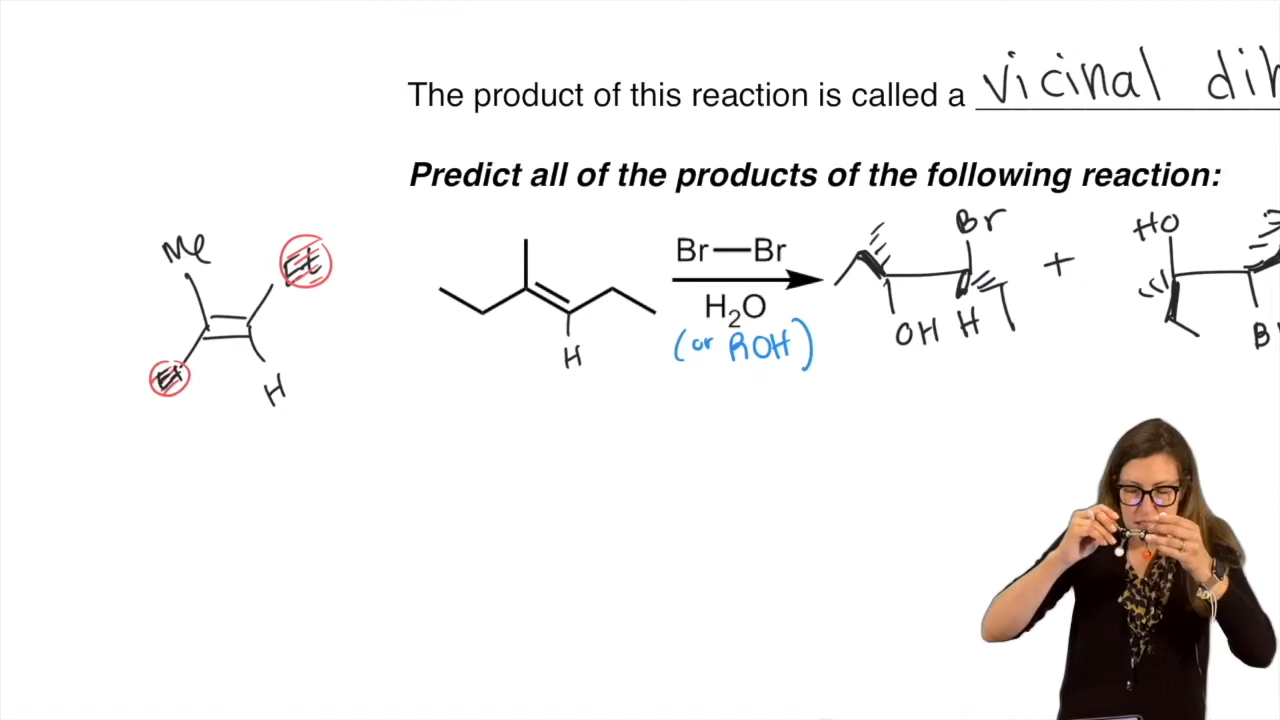 The product of this reaction is called a vicinal dih
Predict all of the products of the following reaction:
Me
Et
Et
H
H
Br—Br
H₂O
(or ROH)
Br
OH H
+
HO
B